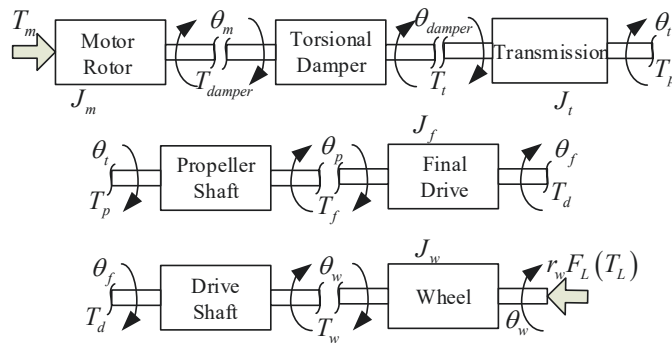 T_m θ_m θ_damper θ_t
Motor Rotor Torsional Damper Transmission
T_damper T_t T_p
J_m J_t
J_f
θ_t θ_p θ_f
Propeller Shaft Final Drive
T_p T_f T_d
J_w
θ_f θ_w r_w F_L (T_L)
Drive Shaft Wheel
T_d T_w θ_w